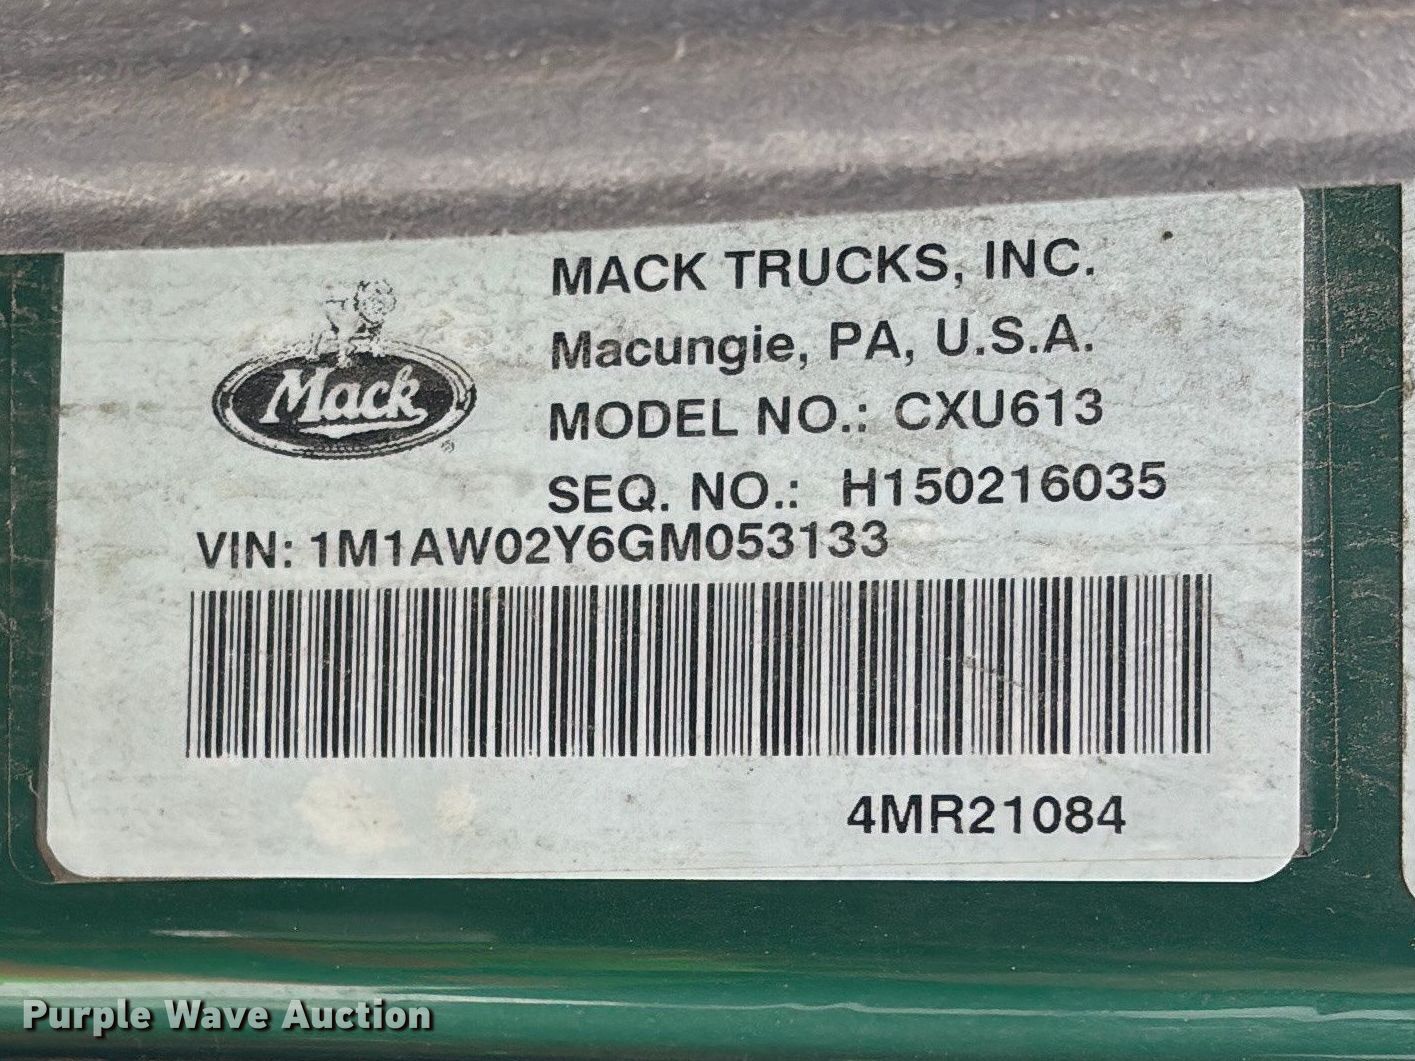 MACK TRUCKS, INC.
Macungie, PA, U.S.A.
Mack
®
MODEL NO.: CXU613
SEQ. NO.: H150216035
VIN: 1M1AW02Y6GM053133
4MR21084
Purple Wave Auction